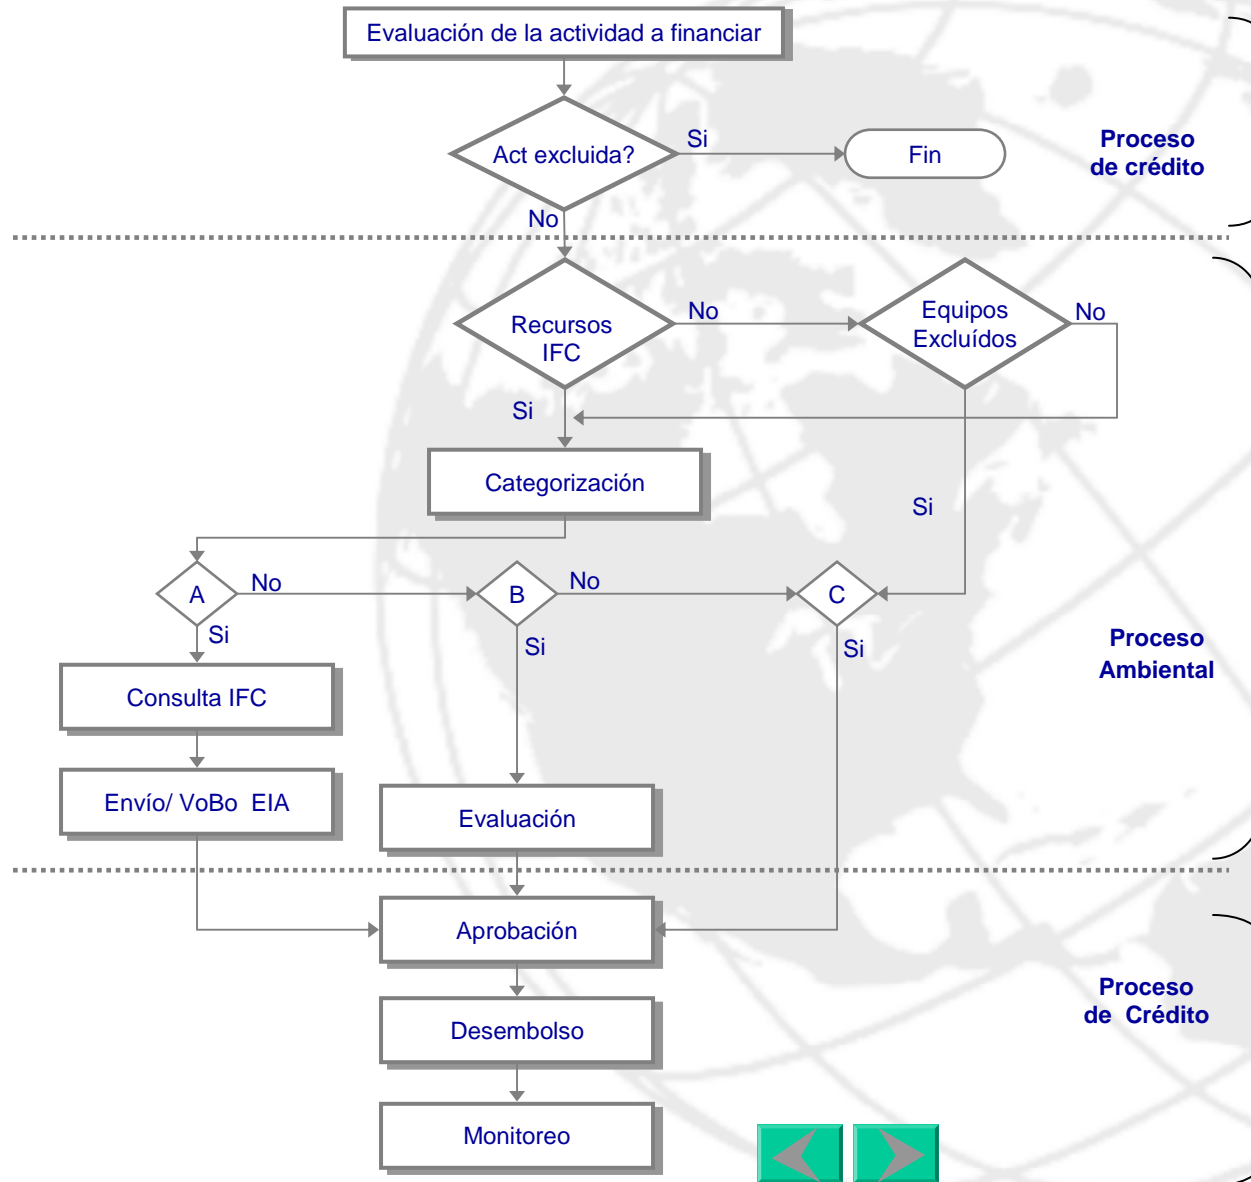 Evaluación de la actividad a financiar
Act excluida?
Si
Fin
Proceso
de crédito
No
Recursos
IFC
No
Equipos
Excluídos
No
Si
Categorización
Si
A
No
B
No
C
Si
Si
Si
Proceso
Ambiental
Consulta IFC
Envío/ VoBo  EIA
Evaluación
Aprobación
Proceso
de  Crédito
Desembolso
Monitoreo